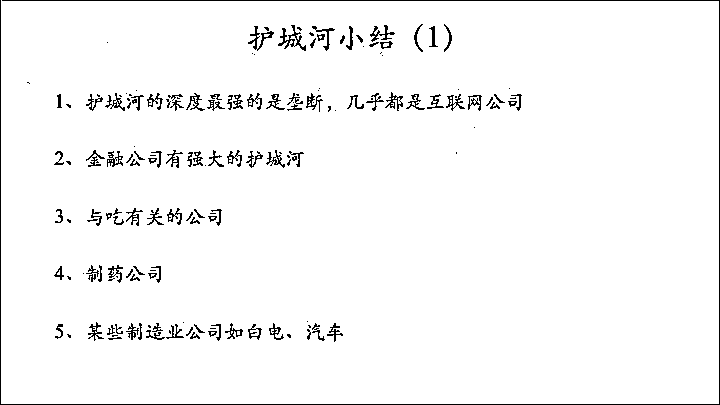 护城河小结（1）
1、护城河的深度最强的是垄断，几乎都是互联网公司
2、金融公司有强大的护城河
3、与吃有关的公司
4、制药公司
5、某些制造业公司如白电、汽车